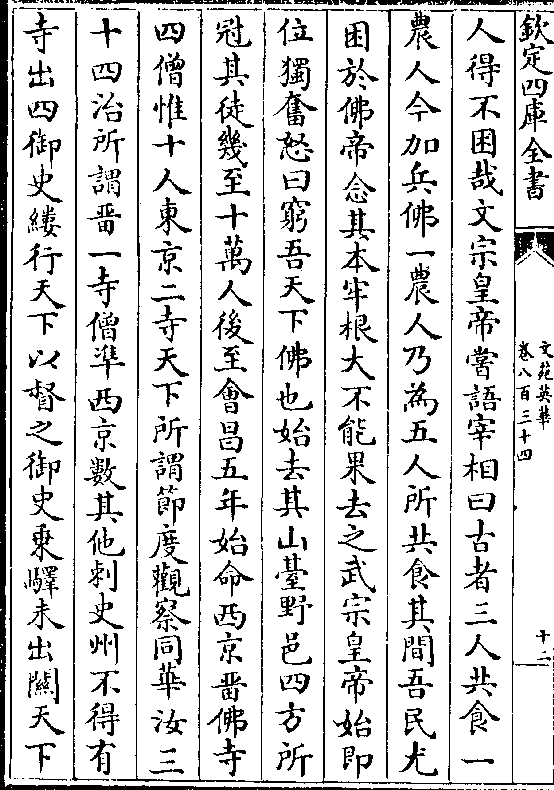 欽定四庫全書
文苑英華
卷八百三十四
十二
人得不困哉文宗皇帝嘗語宰相曰古者三人共食一
農人今加兵佛一農人乃為五人所共食其間吾民尤
困於佛帝念其本牢根大不能果去之武宗皇帝始即
位獨奮怒曰窮吾天下佛也始去其山臺野邑四方所
冠其徒幾至十萬人後至會昌五年始命西京㽞佛寺
四僧惟十人東京二寺天下所謂節度觀察同華汝三
十四治所謂㽞一寺僧凖西京數其他刺史州不得有
寺出四御史縷行天下以督之御史乗驛未出關天下